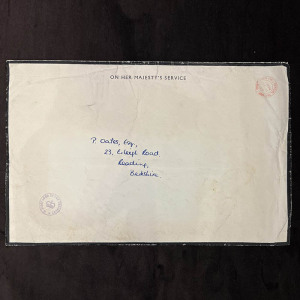 ON HER MAJESTY'S SERVICE
P. Oates, Esq,
23, Road,
Reading,
Berkshire